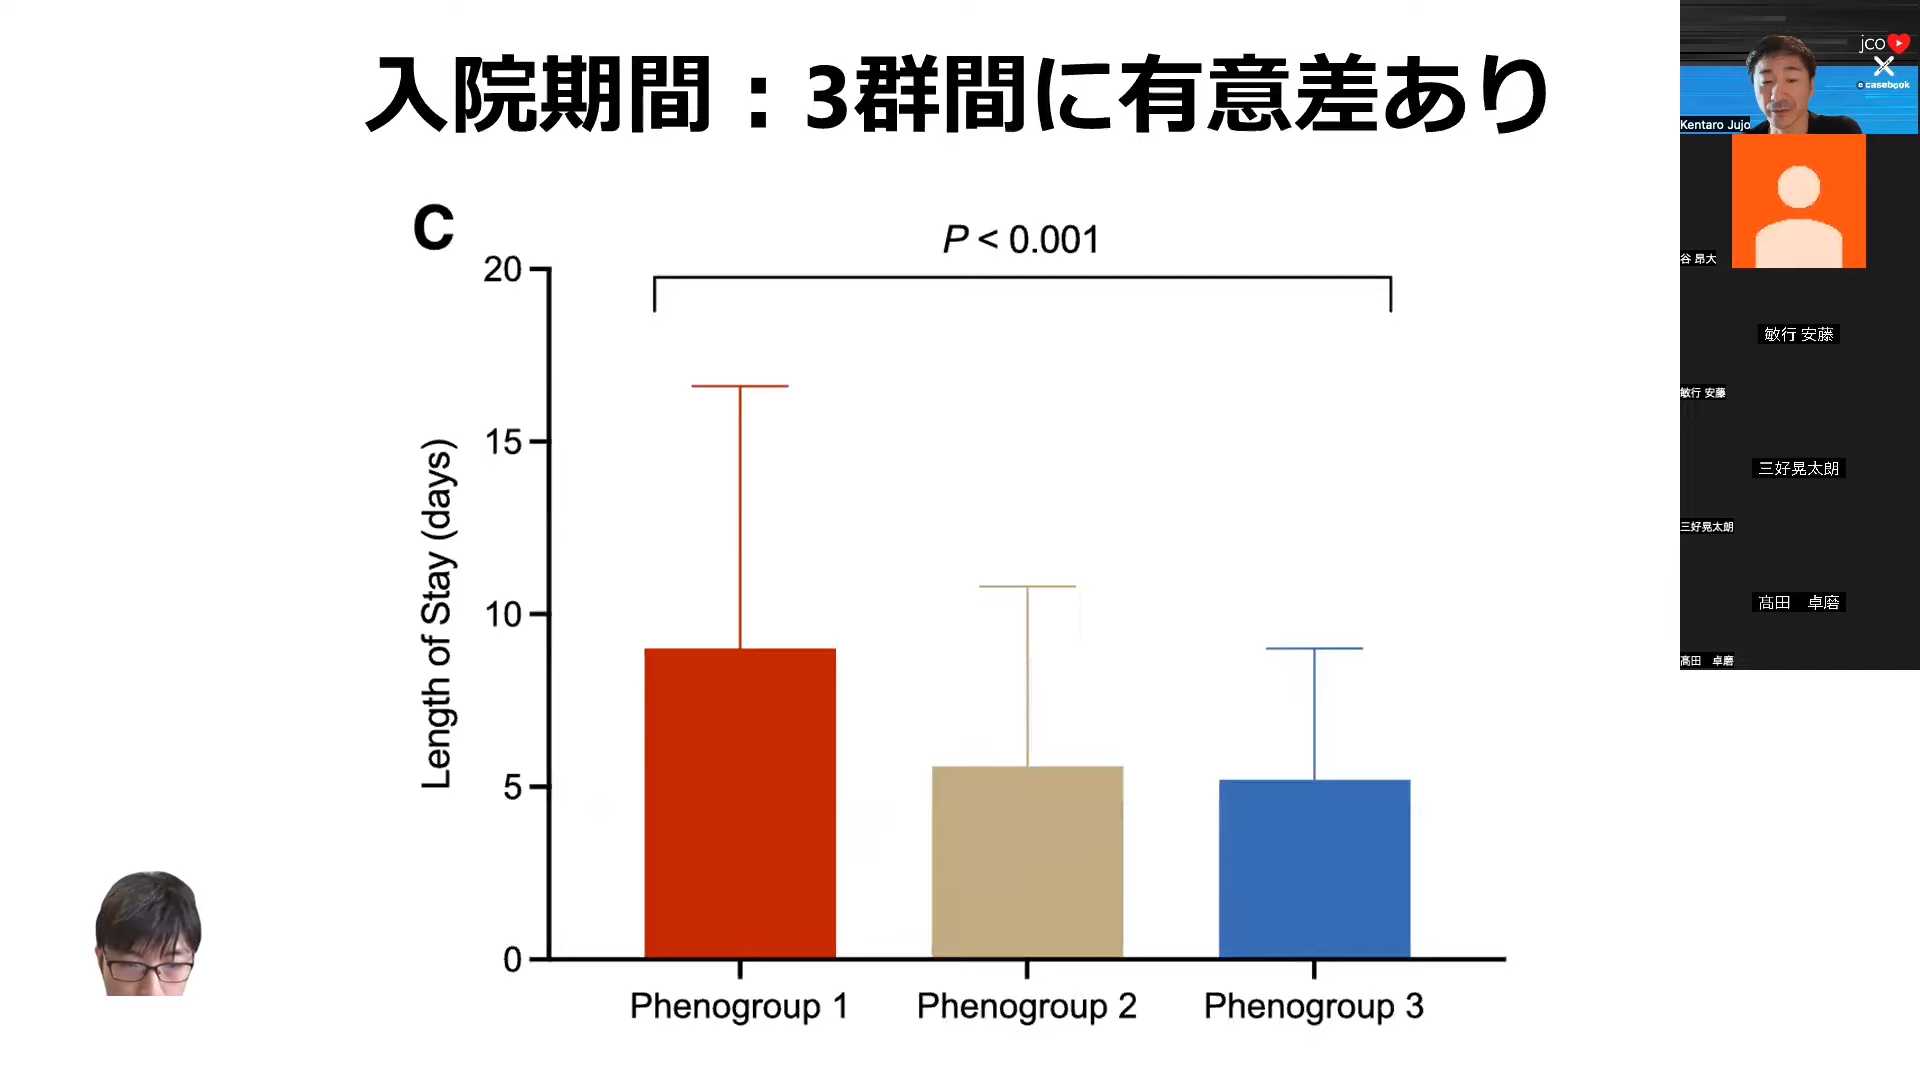 入院期間：3群間に有意差あり
C
P < 0.001
20
15
10
5
0
Length of Stay (days)
Phenogroup 1
Phenogroup 2
Phenogroup 3
jco
e casebook
Kentaro Jujo
谷 昂大
敏行 安藤
敏行 安藤
三好晃太朗
三好晃太朗
髙田　卓磨
髙田　卓磨